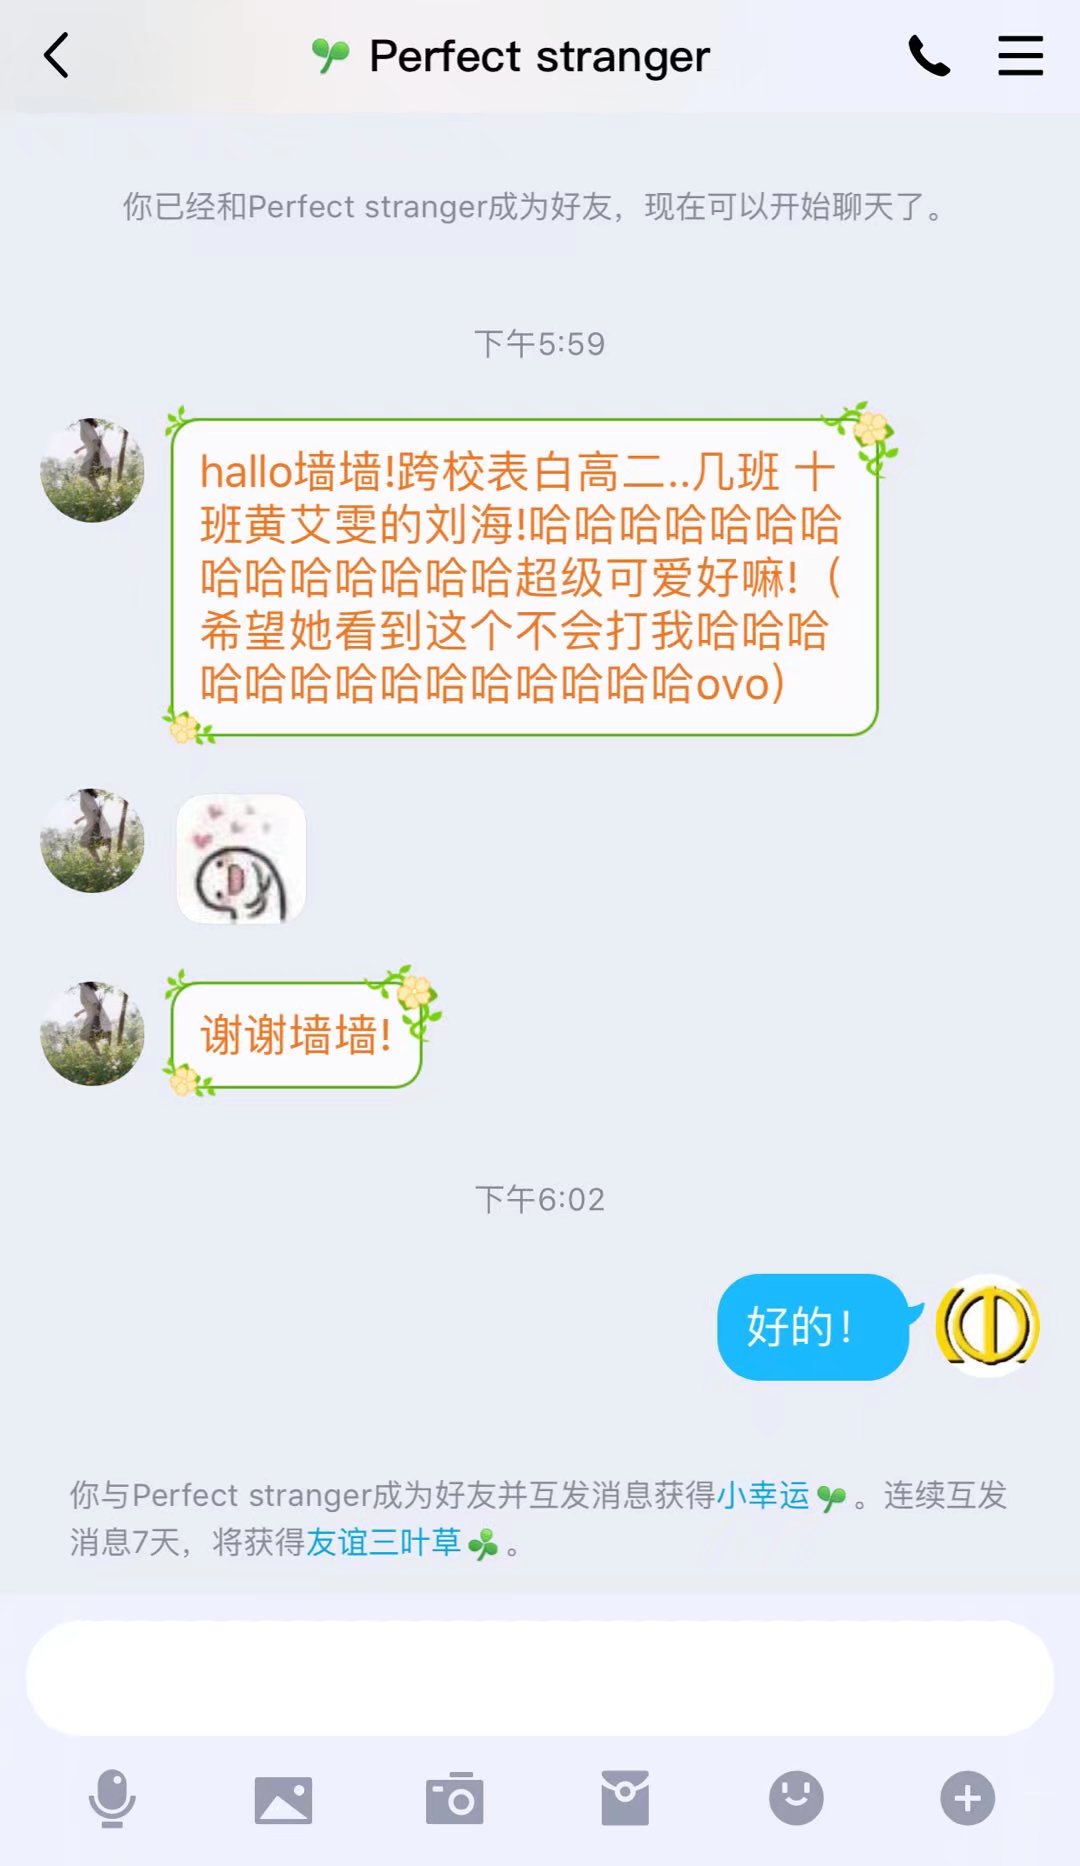 Perfect stranger
你已经和Perfect stranger成为好友，现在可以开始聊天了。
下午5:59
hallo墙墙!跨校表白高二..几班 十
班黄艾雯的刘海!哈哈哈哈哈哈哈
哈哈哈哈哈哈哈超级可爱好嘛!（
希望她看到这个不会打我哈哈哈
哈哈哈哈哈哈哈哈哈哈哈ovo）
谢谢墙墙!
下午6:02
好的！
你与Perfect stranger成为好友并互发消息获得小幸运。连续互发
消息7天，将获得友谊三叶草。